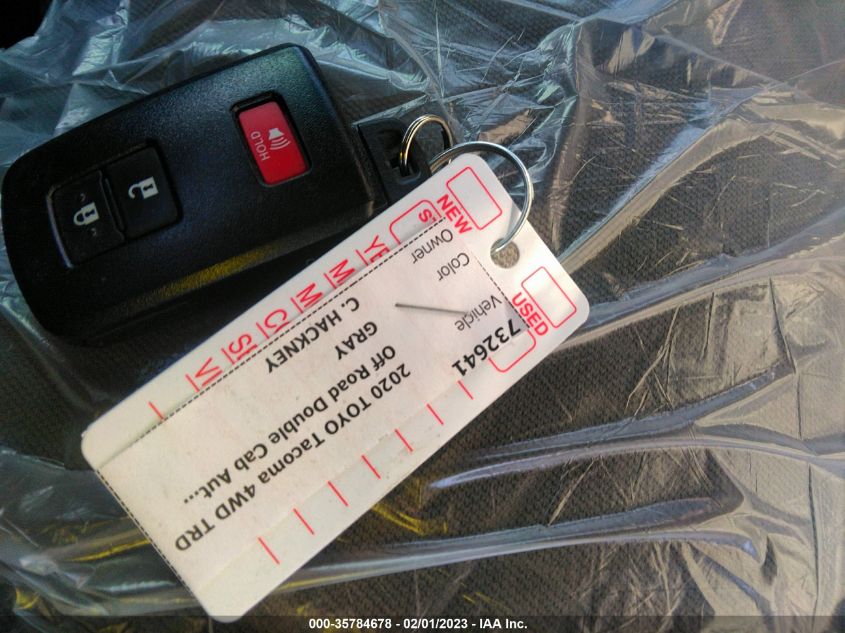 HOLD
NEW
USED
732641
Vehicle
2020 TOYO Tacoma 4WD TRD
Off Road Double Cab Aut...
Color
GRAY
Owner
C. HACKNEY
000-35784678 - 02/01/2023 - IAA Inc.